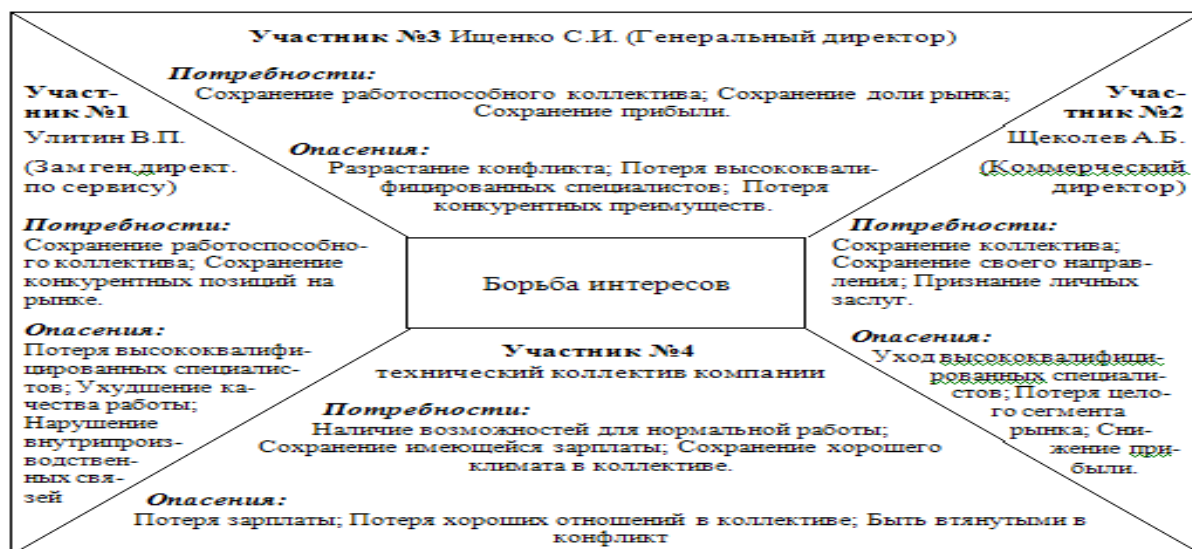 Участник №3 Ищенко С.И. (Генеральный директор)
Потребности:
Сохранение работоспособного коллектива; Сохранение доли рынка;
Сохранение прибыли.
Опасения:
Разрастание конфликта; Потеря высококвали-
фицированных специалистов; Потеря
конкурентных преимуществ.
Участ-
ник №1
Улитин В.П.
(Зам ген.директ.
по сервису)
Потребности:
Сохранение работоспособно-
го коллектива; Сохранение
конкурентных позиций на
рынке.
Опасения:
Потеря высококвалифи-
цированных специалис-
тов; Ухудшение ка-
чества работы;
Нарушение
внутрипроиз-
водствен-
ных свя-
зей
Борьба интересов
Учас-
тник №2
Щеколев А.Б.
(Коммерческий
директор)
Потребности:
Сохранение коллектива;
Сохранение своего направ-
ления; Признание личных
заслуг.
Опасения:
Уход высококвалифици-
рованных специали-
стов; Потеря цело-
го сегмента
рынка; Сни-
жение при-
были.
Участник №4
технический коллектив компании
Потребности:
Наличие возможностей для нормальной работы;
Сохранение имеющейся зарплаты; Сохранение хорошего
климата в коллективе.
Опасения:
Потеря зарплаты; Потеря хороших отношений в коллективе; Быть втянутыми в
конфликт